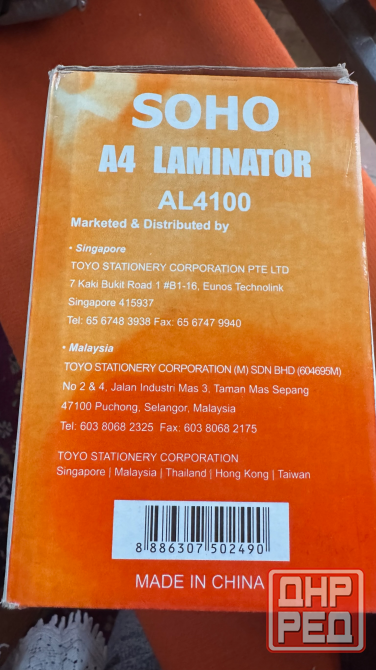 SOHO
A4 LAMINATOR
AL4100
Marketed & Distributed by
• Singapore
TOYO STATIONERY CORPORATION PTE LTD
7 Kaki Bukit Road 1 #B1-16, Eunos Technolink
Singapore 415937
Tel: 65 6748 3938 Fax: 65 6747 9940
• Malaysia
TOYO STATIONERY CORPORATION (M) SDN BHD (604695M)
No 2 & 4, Jalan Industri Mas 3, Taman Mas Sepang
47100 Puchong, Selangor, Malaysia
Tel: 603 8068 2325 Fax: 603 8068 2175
TOYO STATIONERY CORPORATION
Singapore | Malaysia | Thailand | Hong Kong | Taiwan
8 886307 502490
MADE IN CHINA
ДНР
РЕД